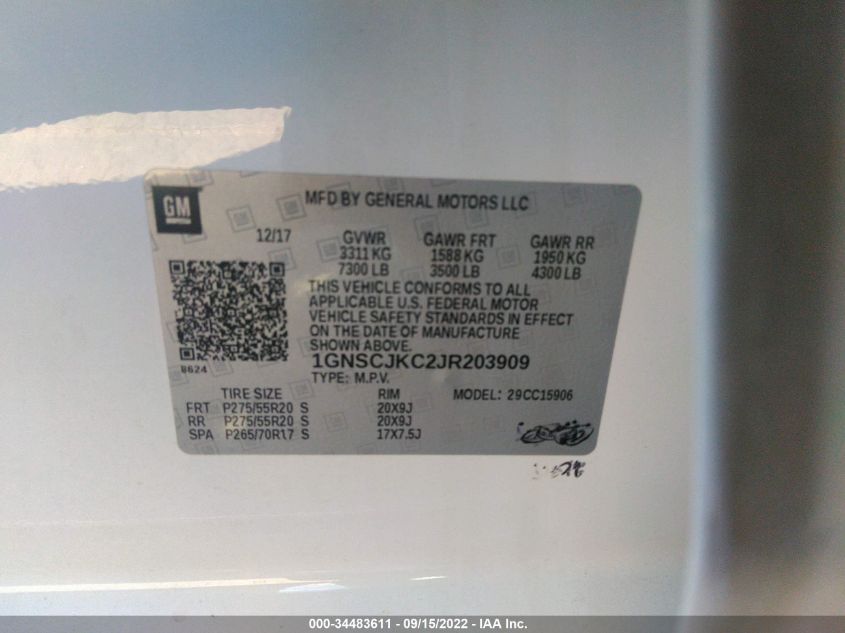 GM
MFD BY GENERAL MOTORS LLC
12/17 GVWR GAWR FRT GAWR RR
3311 KG 1588 KG 1950 KG
7300 LB 3500 LB 4300 LB
THIS VEHICLE CONFORMS TO ALL
APPLICABLE U.S. FEDERAL MOTOR
VEHICLE SAFETY STANDARDS IN EFFECT
ON THE DATE OF MANUFACTURE
SHOWN ABOVE.
8624
1GNSCJKC2JR203909
TYPE: M.P.V.
TIRE SIZE RIM MODEL: 29CC15906
FRT P275/55R20 S 20X9J
RR P275/55R20 S 20X9J
SPA P265/70R17 S 17X7.5J
000-34483611 - 09/15/2022 - IAA Inc.